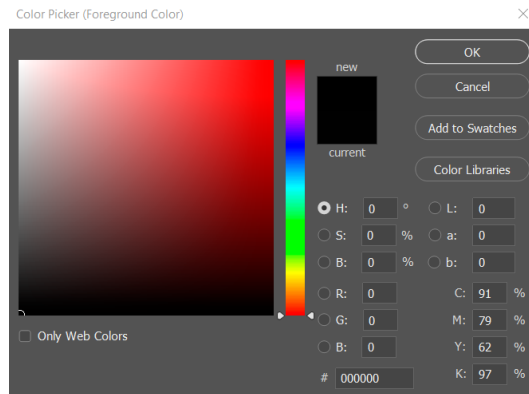 Color Picker (Foreground Color)
new
current
OK
Cancel
Add to Swatches
Color Libraries
H: 0 ° L: 0
S: 0 % a: 0
B: 0 % b: 0
R: 0 C: 91 %
G: 0 M: 79 %
B: 0 Y: 62 %
# 000000 K: 97 %
Only Web Colors